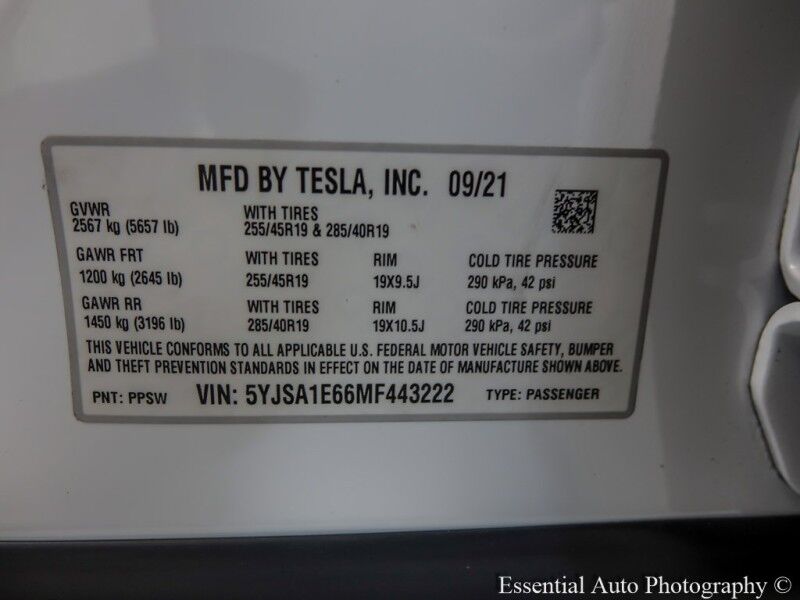 MFD BY TESLA, INC. 09/21
GVWR
2567 kg (5657 lb)
WITH TIRES
255/45R19 & 285/40R19
GAWR FRT WITH TIRES RIM COLD TIRE PRESSURE
1200 kg (2645 lb) 255/45R19 19X9.5J 290 kPa, 42 psi
GAWR RR WITH TIRES RIM COLD TIRE PRESSURE
1450 kg (3196 lb) 285/40R19 19X10.5J 290 kPa, 42 psi
THIS VEHICLE CONFORMS TO ALL APPLICABLE U.S. FEDERAL MOTOR VEHICLE SAFETY, BUMPER
AND THEFT PREVENTION STANDARDS IN EFFECT ON THE DATE OF MANUFACTURE SHOWN ABOVE.
PNT: PPSW VIN: 5YJSA1E66MF443222 TYPE: PASSENGER
Essential Auto Photography ©